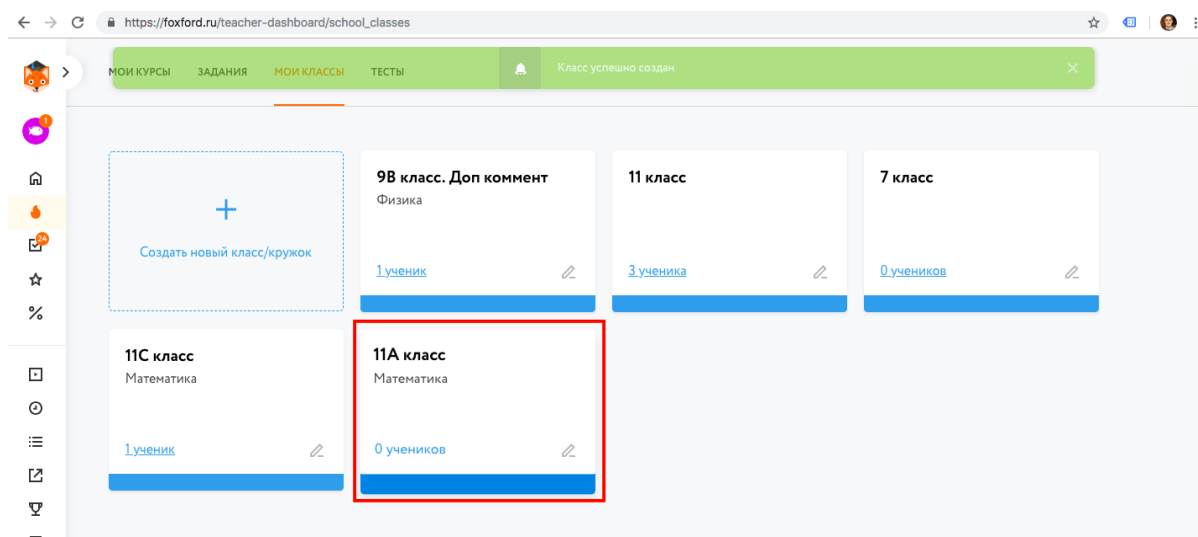 https://foxford.ru/teacher-dashboard/school_classes
МОИ КУРСЫ ЗАДАНИЯ МОИ КЛАССЫ ТЕСТЫ
Класс успешно создан
1
24
Создать новый класс/кружок
9В класс. Доп коммент
Физика
1 ученик
11 класс
3 ученика
7 класс
0 учеников
11С класс
Математика
1 ученик
11А класс
Математика
0 учеников